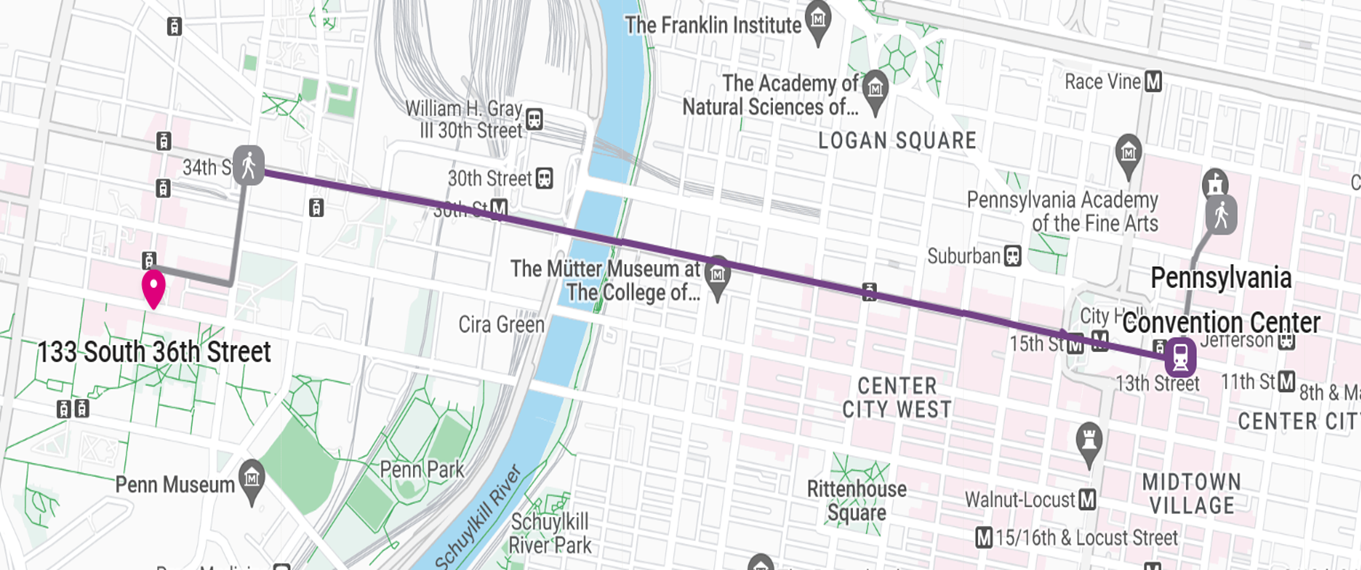 The Franklin Institute
The Academy of
Natural Sciences of...
Race Vine M
William H. Gray
III 30th Street
LOGAN SQUARE
34th S
30th Street
30th St M
Pennsylvania Academy
of the Fine Arts
Suburban
The Mütter Museum at
The College of...
Pennsylvania
Convention Center
Cira Green
City Hall
15th St M
Jefferson
133 South 36th Street
13th Street
11th St M
8th & Ma
CENTER
CITY WEST
CENTER CIT
Penn Park
Penn Museum
Rittenhouse
Square
Walnut-Locust M
MIDTOWN
VILLAGE
Schuylkill River
Schuylkill
River Park
M 15/16th & Locust Street